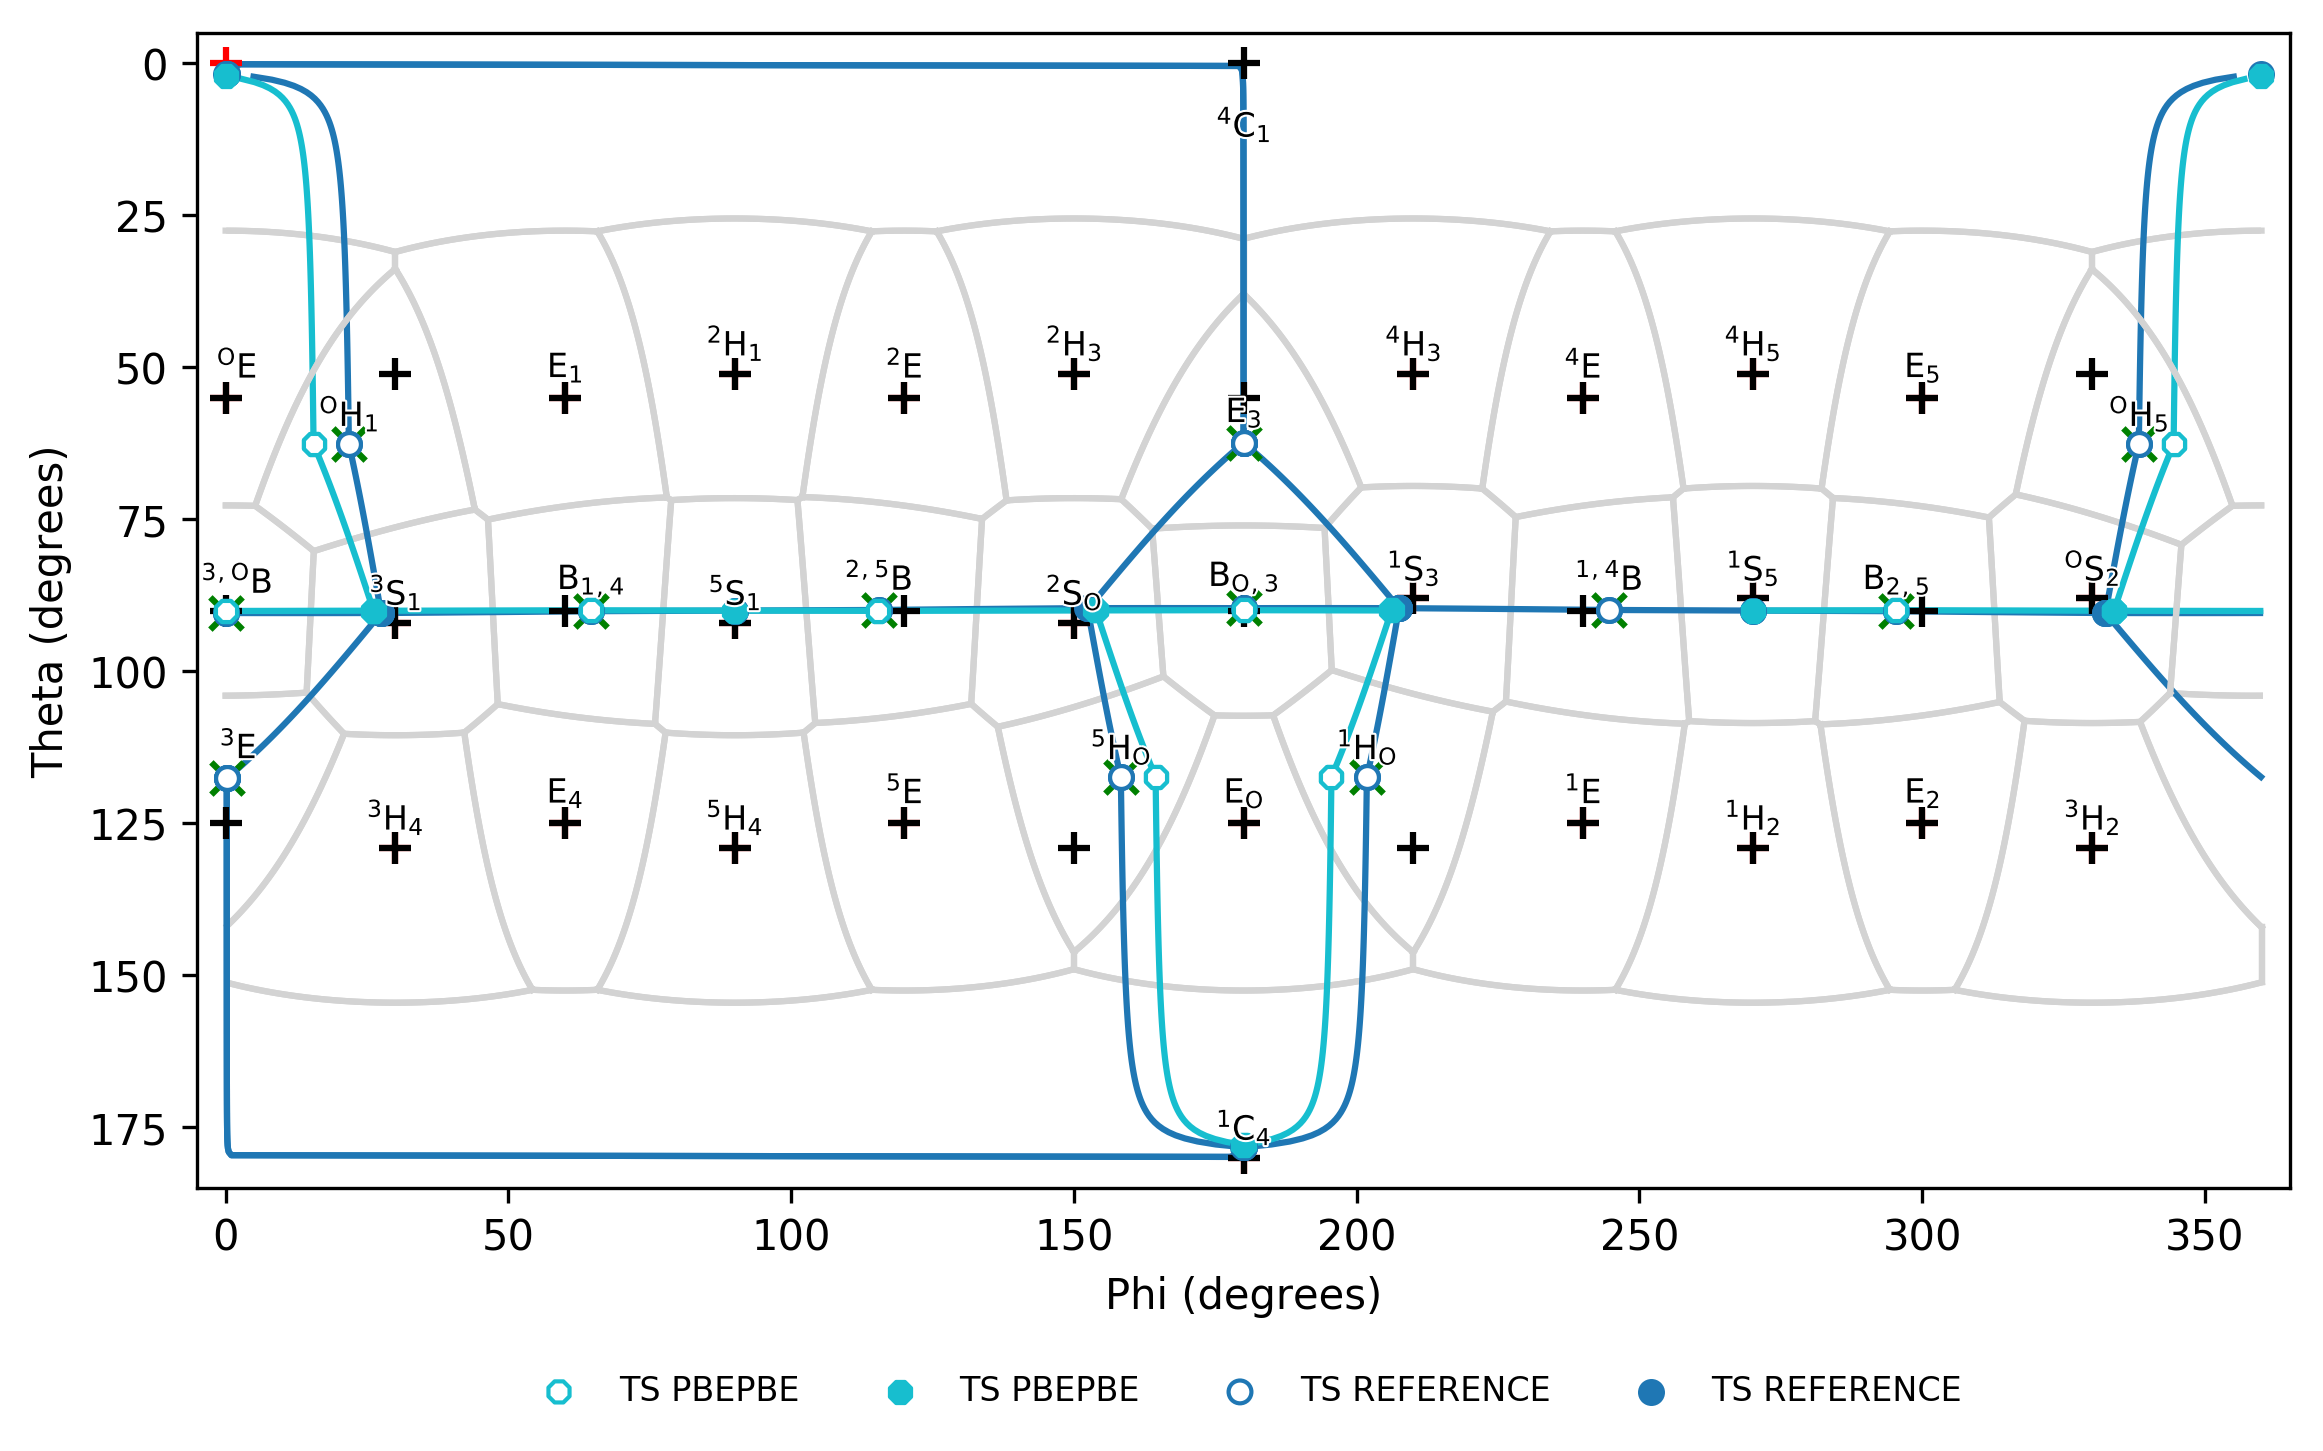 0
⁴C₁
25
²H₁ ²H₃ ⁴H₃ ⁴H₅
50
ᴼE E₁ ²E ⁴E E₅
ᴼH₁ E₃ ᴼH₅
75
³,ᴼB ³S₁ B₁,₄ ⁵S₁ ²,⁵B ²Sₒ Bₒ,₃ ¹S₃ ¹,⁴B ¹S₅ B₂,₅ ᴼS₂
100
³E ⁵Hₒ ¹Hₒ
125
³H₄ E₄ ⁵H₄ ⁵E Eₒ ¹E ¹H₂ E₂ ³H₂
150
175
¹C₄
Theta (degrees)
0 50 100 150 200 250 300 350
Phi (degrees)
TS PBEPBE TS PBEPBE TS REFERENCE TS REFERENCE